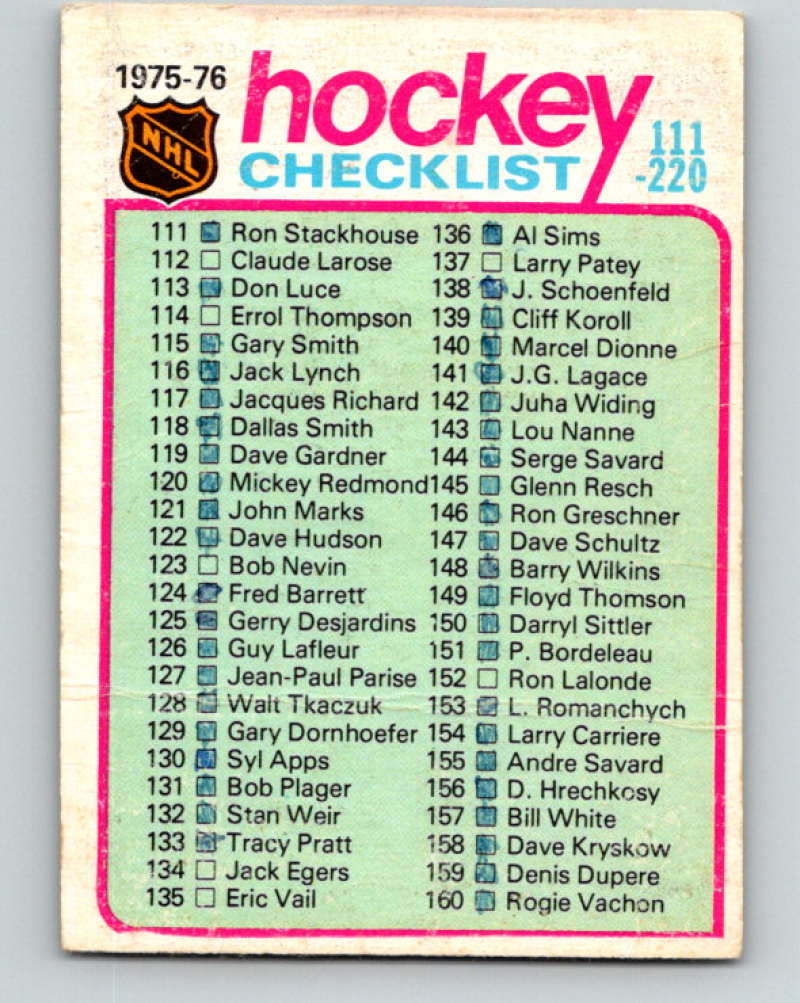 1975-76
NHL
hockey
CHECKLIST
111
-220
111 Ron Stackhouse
112 Claude Larose
113 Don Luce
114 Errol Thompson
115 Gary Smith
116 Jack Lynch
117 Jacques Richard
118 Dallas Smith
119 Dave Gardner
120 Mickey Redmond
121 John Marks
122 Dave Hudson
123 Bob Nevin
124 Fred Barrett
125 Gerry Desjardins
126 Guy Lafleur
127 Jean-Paul Parise
128 Walt Tkaczuk
129 Gary Dornhoefer
130 Syl Apps
131 Bob Plager
132 Stan Weir
133 Tracy Pratt
134 Jack Egers
135 Eric Vail
136 Al Sims
137 Larry Patey
138 J. Schoenfeld
139 Cliff Koroll
140 Marcel Dionne
141 J.G. Lagace
142 Juha Widing
143 Lou Nanne
144 Serge Savard
145 Glenn Resch
146 Ron Greschner
147 Dave Schultz
148 Barry Wilkins
149 Floyd Thomson
150 Darryl Sittler
151 P. Bordeleau
152 Ron Lalonde
153 L. Romanchych
154 Larry Carriere
155 Andre Savard
156 D. Hrechkosy
157 Bill White
158 Dave Kryskow
159 Denis Dupere
160 Rogie Vachon